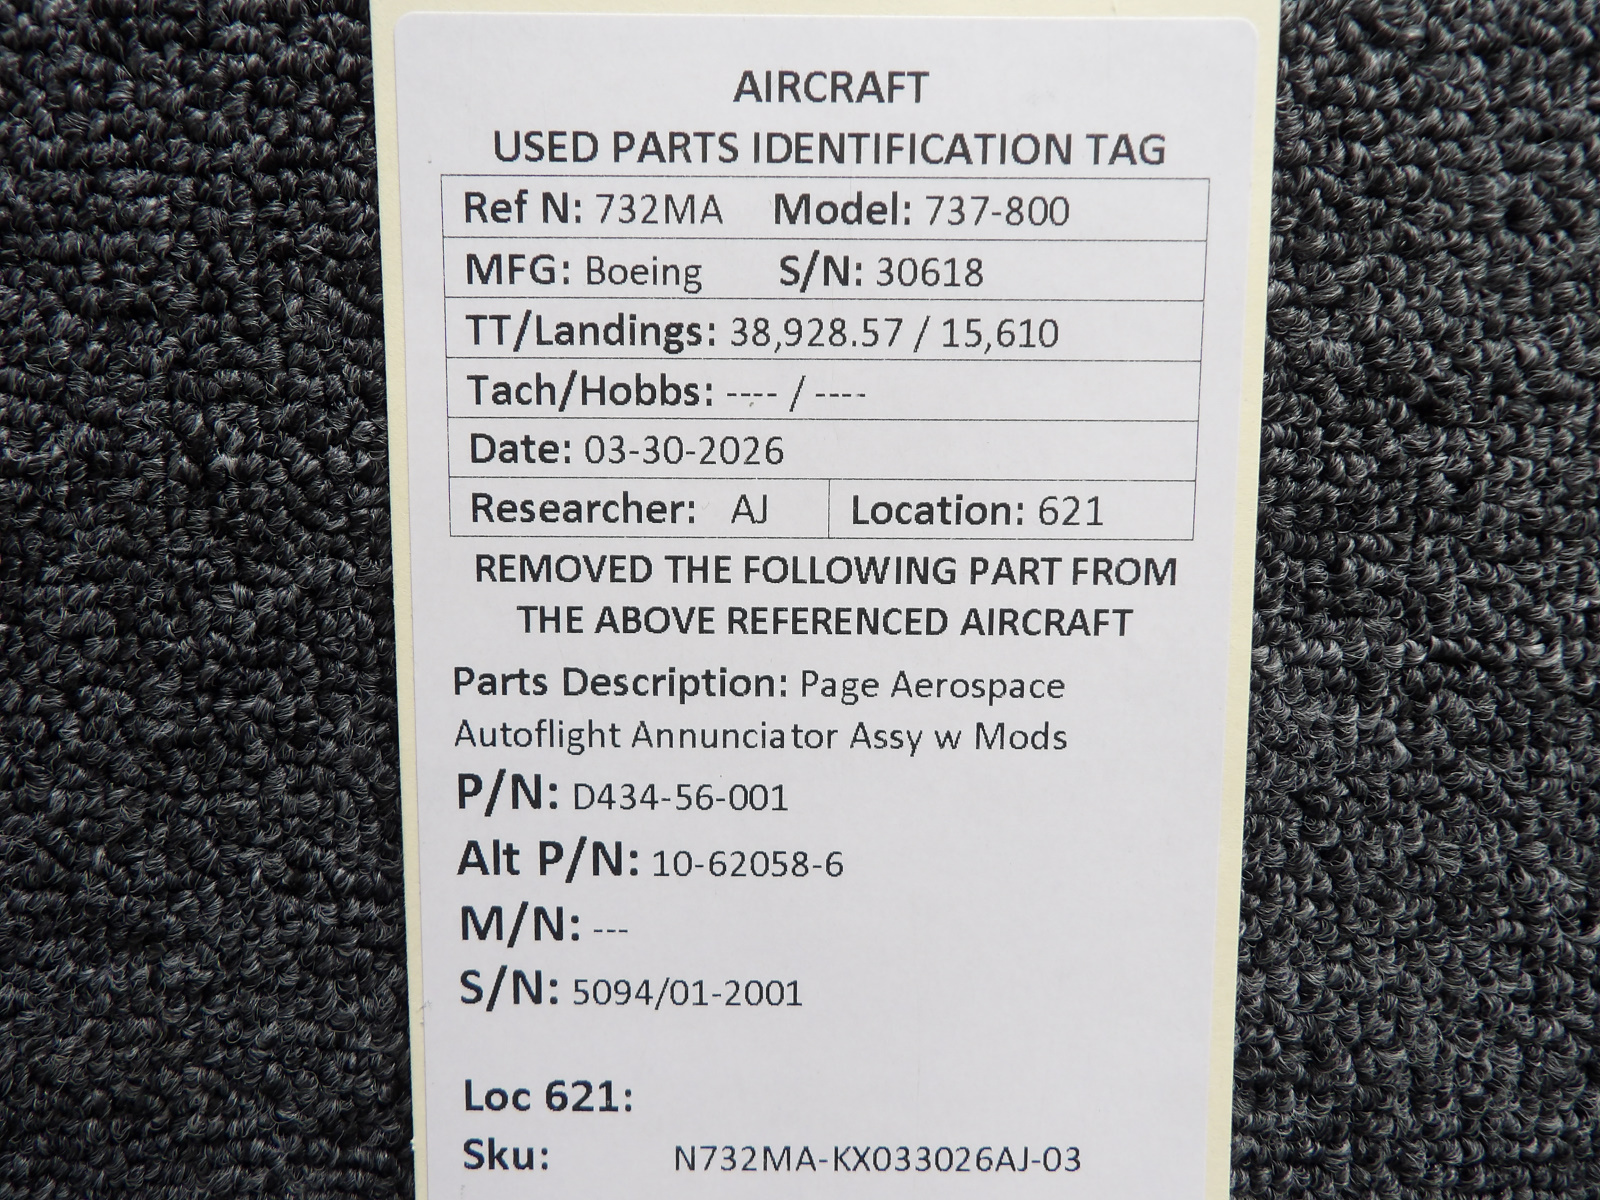 AIRCRAFT
USED PARTS IDENTIFICATION TAG
Ref N: 732MA Model: 737-800
MFG: Boeing S/N: 30618
TT/Landings: 38,928.57 / 15,610
Tach/Hobbs: ---- / ----
Date: 03-30-2026
Researcher: AJ Location: 621
REMOVED THE FOLLOWING PART FROM
THE ABOVE REFERENCED AIRCRAFT
Parts Description: Page Aerospace
Autoflight Annunciator Assy w Mods
P/N: D434-56-001
Alt P/N: 10-62058-6
M/N: ---
S/N: 5094/01-2001
Loc 621:
Sku: N732MA-KX033026AJ-03